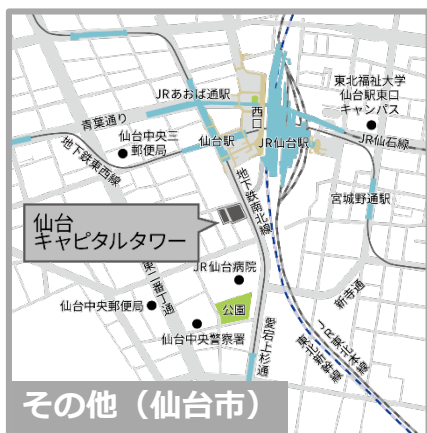 JRあおば通駅
青葉通り
仙台中央三
郵便局
地下鉄東西線
仙台駅
西口
JR仙台駅
東北福祉大学
仙台駅東口
キャンパス
JR仙石線
宮城野通駅
地下鉄南北線
仙台
キャピタルタワー
東二番丁通
JR仙台病院
仙台中央郵便局
公園
仙台中央警察署
愛宕上杉通
新寺通
JR東北本線
東北新幹線
その他（仙台市）